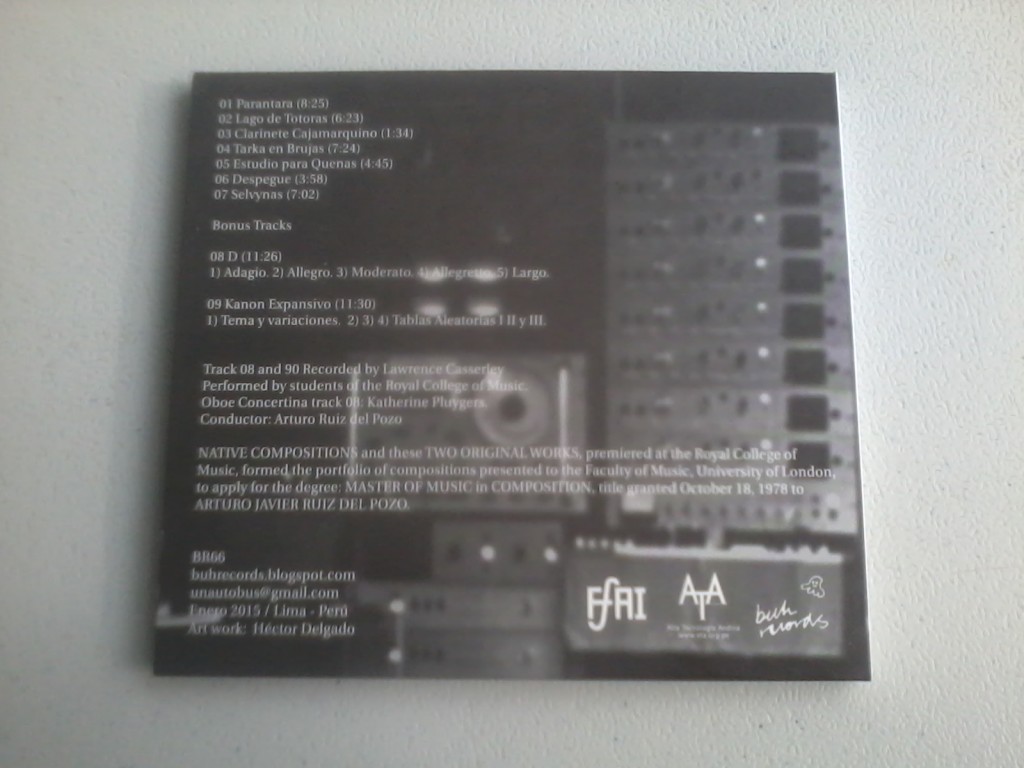 01 Parantara (8:25)
02 Lago de Totoras (6:23)
03 Clarinete Cajamarquino (1:34)
04 Tarka en Brujas (7:24)
05 Estudio para Quenas (4:45)
06 Despegue (3:58)
07 Selvynas (7:02)
Bonus Tracks
08 D (11:26)
1) Adagio. 2) Allegro. 3) Moderato. 4) Allegretto. 5) Largo.
09 Kanon Expansivo (11:30)
1) Tema y variaciones. 2) 3) 4) Tablas Aleatorias I II y III.
Track 08 and 90 Recorded by Lawrence Casserley
Performed by students of the Royal College of Music.
Oboe Concertina track 08: Katherine Pluygers.
Conductor: Arturo Ruiz del Pozo
NATIVE COMPOSITIONS and these TWO ORIGINAL WORKS, premiered at the Royal College of
Music, formed the portfolio of compositions presented to the Faculty of Music, University of London,
to apply for the degree: MASTER OF MUSIC in COMPOSITION, title granted October 18, 1978 to
ARTURO JAVIER RUIZ DEL POZO.
BR66
buhrecords.blogspot.com
unautobus@gmail.com
Enero 2015 / Lima - Perú
Art work: Héctor Delgado
FfAI
ATA
Alta Tecnología Andina
www.ata.org.pe
buh
records